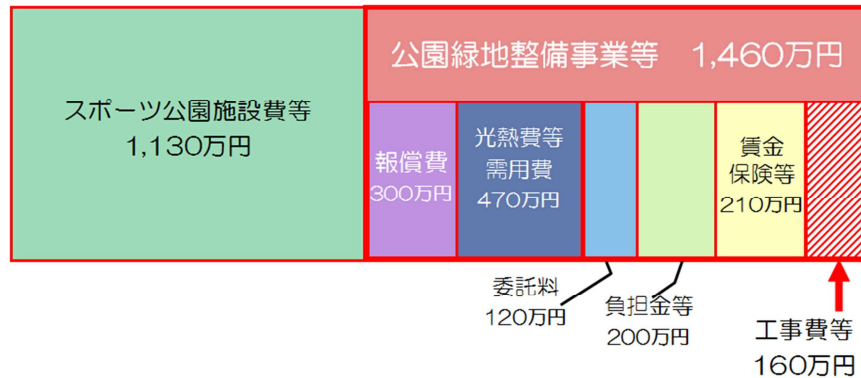 スポーツ公園施設費等
1,130万円
公園緑地整備事業等　1,460万円
報償費
300万円
光熱費等
需用費
470万円
賃金
保険等
210万円
委託料
120万円
負担金等
200万円
工事費等
160万円